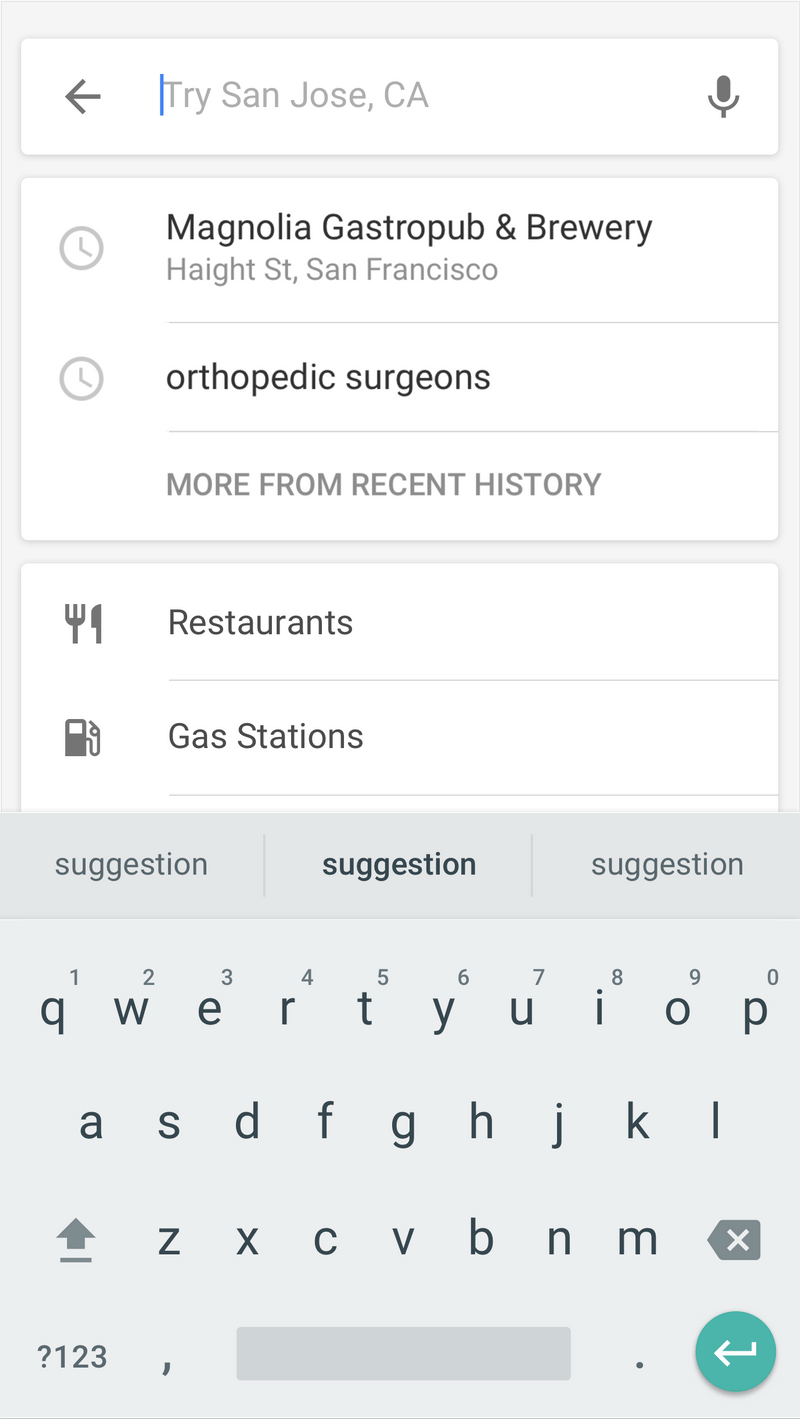 Try San Jose, CA
Magnolia Gastropub & Brewery
Haight St, San Francisco
orthopedic surgeons
MORE FROM RECENT HISTORY
Restaurants
Gas Stations
suggestion suggestion suggestion
1 2 3 4 5 6 7 8 9 0
q w e r t y u i o p
a s d f g h j k l
z x c v b n m
?123 , .